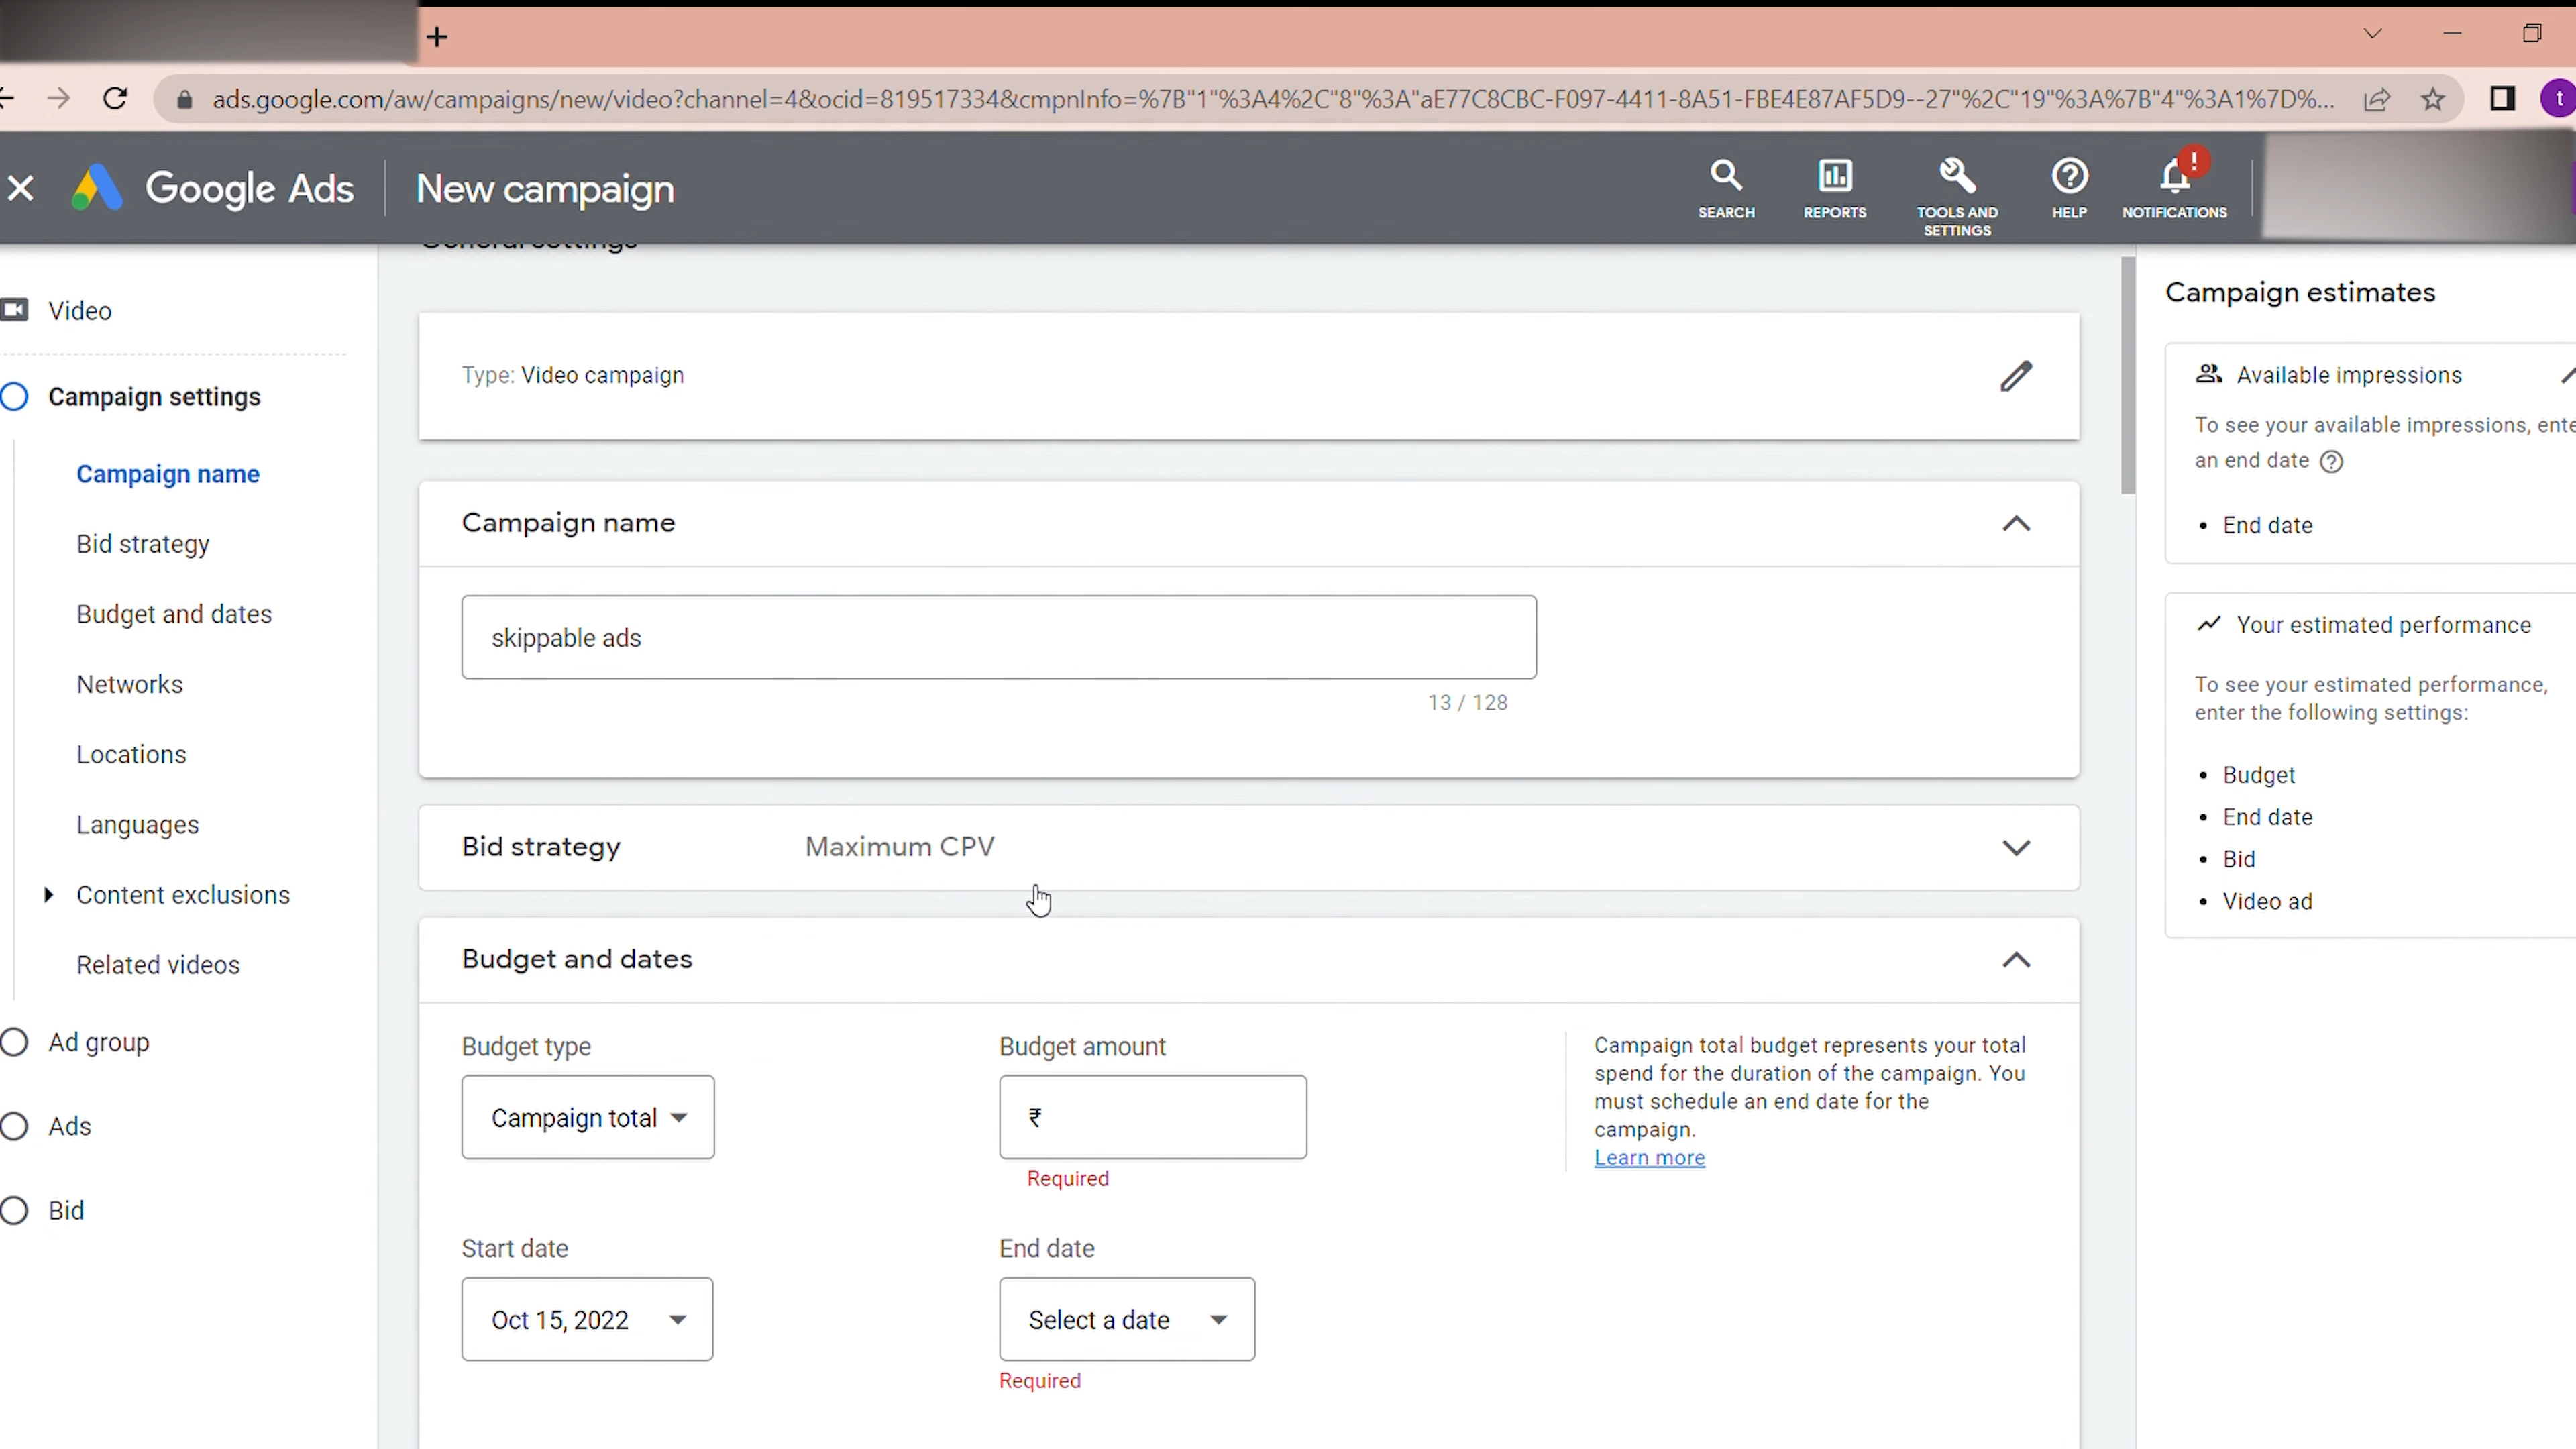 ads.google.com/aw/campaigns/new/video?channel=4&ocid=819517334&cmpnInfo=%7B"1"%3A4%2C"8"%3A"aE77C8CBC-F097-4411-8A51-FBE4E87AF5D9--27"%2C"19"%3A%7B"4"%3A1%7D%...
t
Google Ads
New campaign
SEARCH
REPORTS
TOOLS AND
SETTINGS
HELP
!
NOTIFICATIONS
General settings
Video
Campaign settings
Campaign name
Bid strategy
Budget and dates
Networks
Locations
Languages
Content exclusions
Related videos
Ad group
Ads
Bid
Type: Video campaign
Campaign name
skippable ads
13 / 128
Bid strategy
Maximum CPV
Budget and dates
Budget type
Campaign total
Budget amount
₹
Required
Campaign total budget represents your total
spend for the duration of the campaign. You
must schedule an end date for the
campaign.
Learn more
Start date
Oct 15, 2022
End date
Select a date
Required
Campaign estimates
Available impressions
To see your available impressions, ente
an end date
• End date
Your estimated performance
To see your estimated performance,
enter the following settings:
• Budget
• End date
• Bid
• Video ad